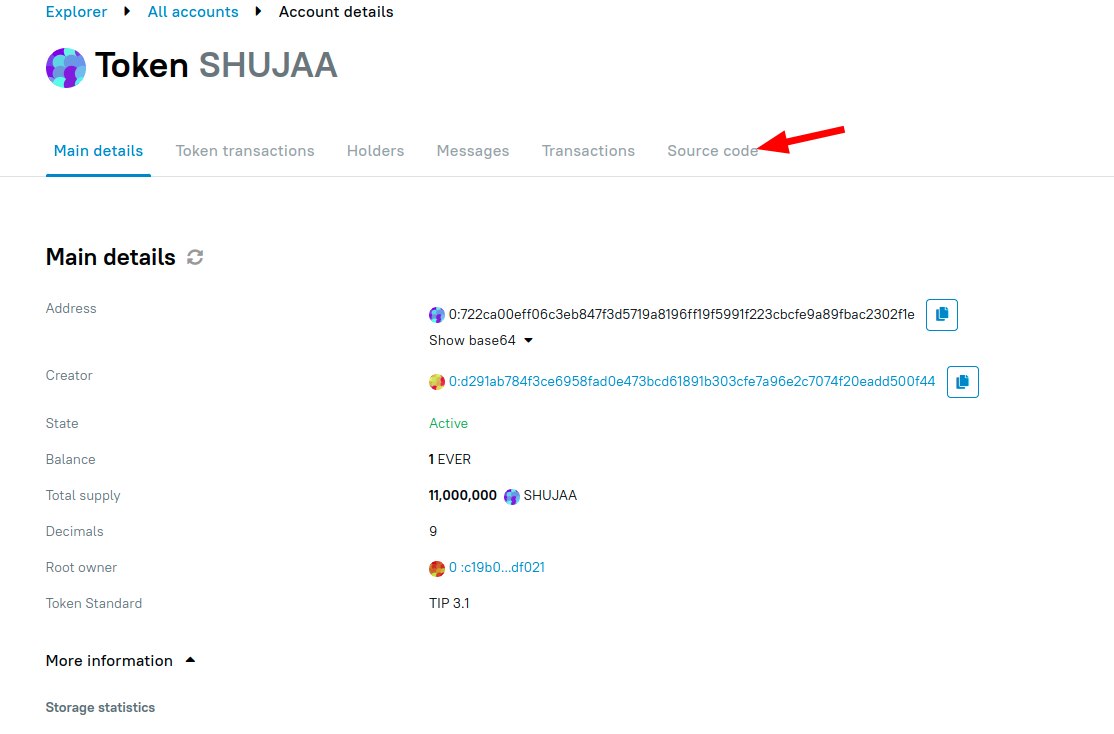 Explorer All accounts Account details
Token SHUJAA
Main details Token transactions Holders Messages Transactions Source code
Main details
Address 0:722ca00eff06c3eb847f3d5719a8196ff19f5991f223cbcfe9a89fbac2302f1e
Show base64
Creator 0:d291ab784f3ce6958fad0e473bcd61891b303cfe7a96e2c7074f20eadd500f44
State Active
Balance 1 EVER
Total supply 11,000,000 SHUJAA
Decimals 9
Root owner 0 :c19b0...df021
Token Standard TIP 3.1
More information
Storage statistics